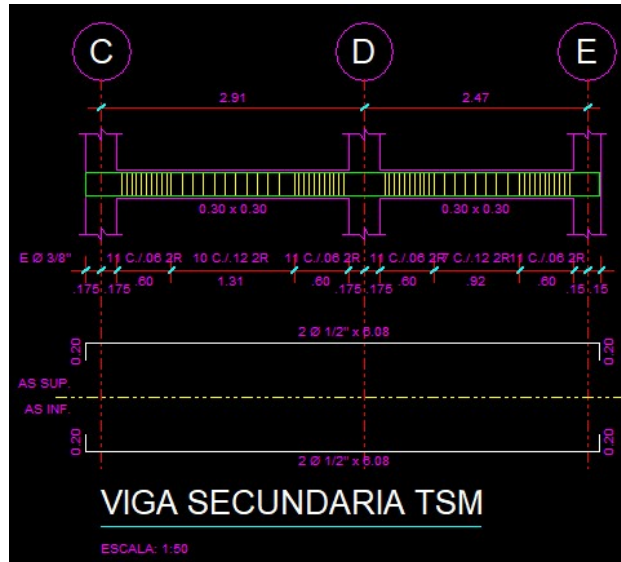 C D E
2.91 2.47
0.30 x 0.30 0.30 x 0.30
E Ø 3/8" 11 C./.06 2R 10 C./.12 2R 11 C./.06 2R 11 C./.06 2R 7 C./.12 2R 11 C./.06 2R
.175 .175 .60 1.31 .60 .175 .175 .60 .92 .60 .15 .15
2 Ø 1/2" x 6.08
0.20 0.20
AS SUP.
AS INF.
0.20 0.20
2 Ø 1/2" x 6.08
VIGA SECUNDARIA TSM
ESCALA: 1:50